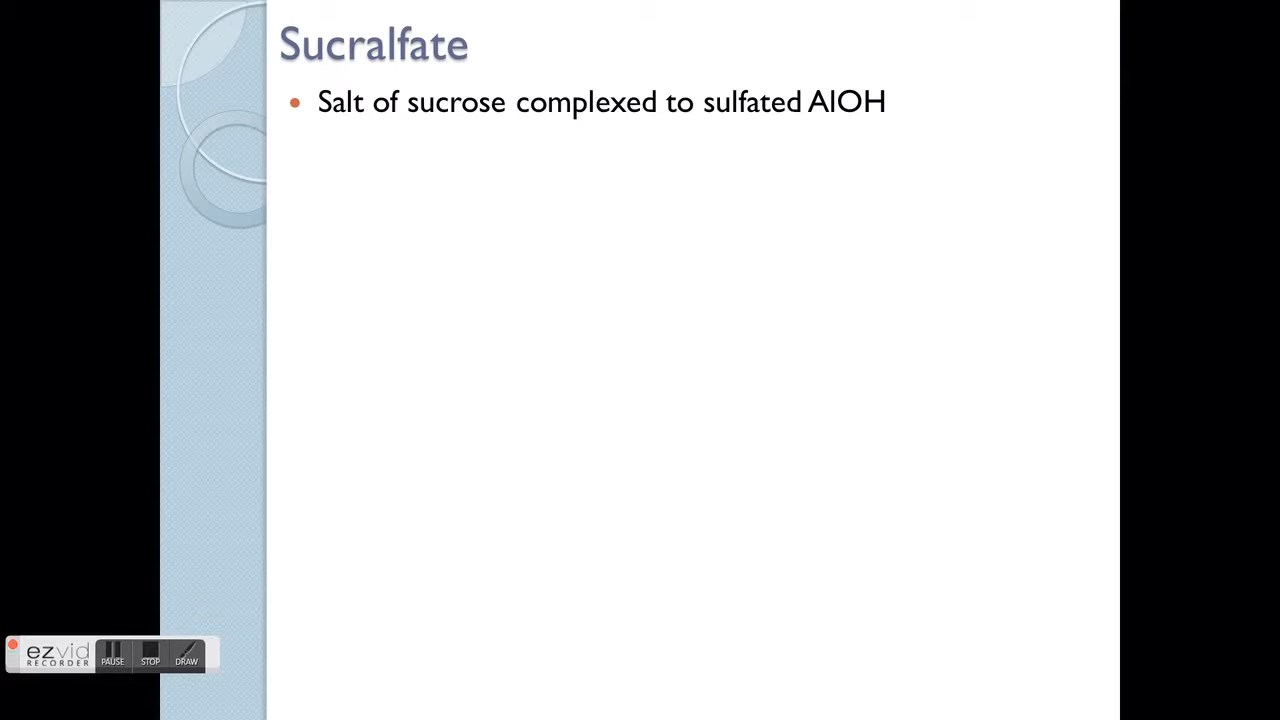 Sucralfate
• Salt of sucrose complexed to sulfated AlOH
ezvid
RECORDER
PAUSE STOP DRAW